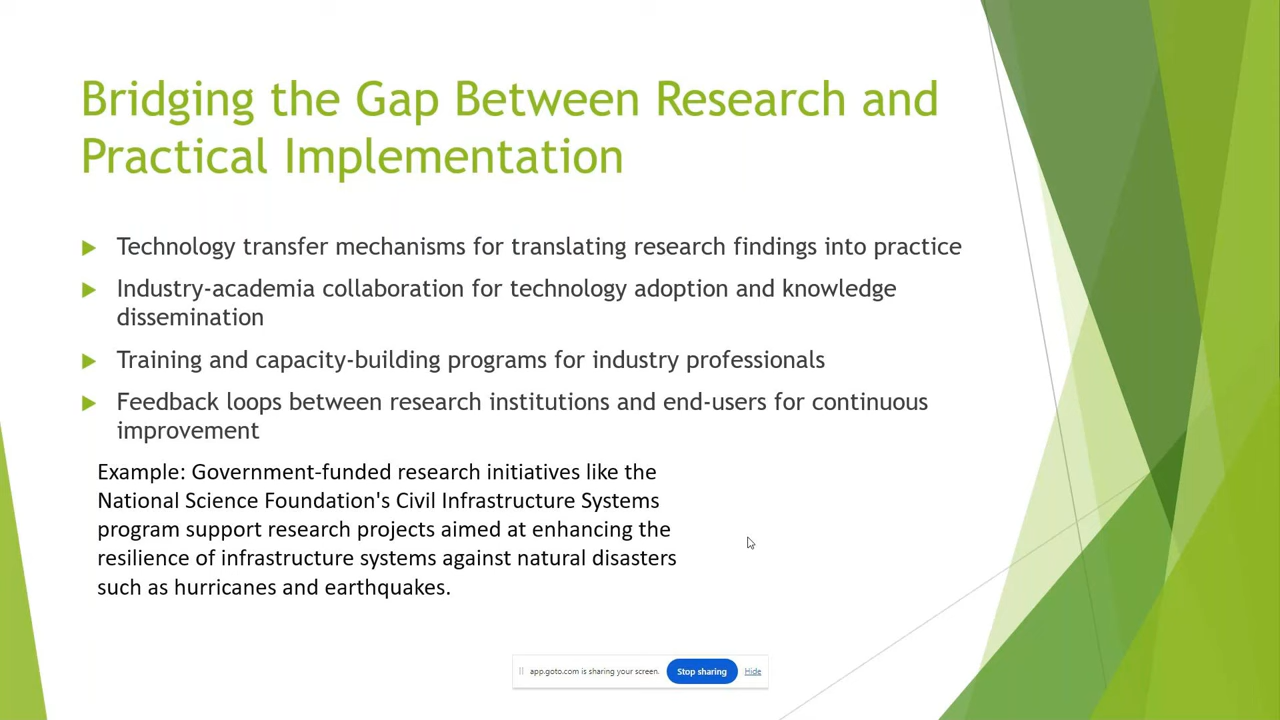 Bridging the Gap Between Research and
Practical Implementation
Technology transfer mechanisms for translating research findings into practice
Industry-academia collaboration for technology adoption and knowledge
dissemination
Training and capacity-building programs for industry professionals
Feedback loops between research institutions and end-users for continuous
improvement
Example: Government-funded research initiatives like the
National Science Foundation's Civil Infrastructure Systems
program support research projects aimed at enhancing the
resilience of infrastructure systems against natural disasters
such as hurricanes and earthquakes.
app.goto.com is sharing your screen. Stop sharing Hide